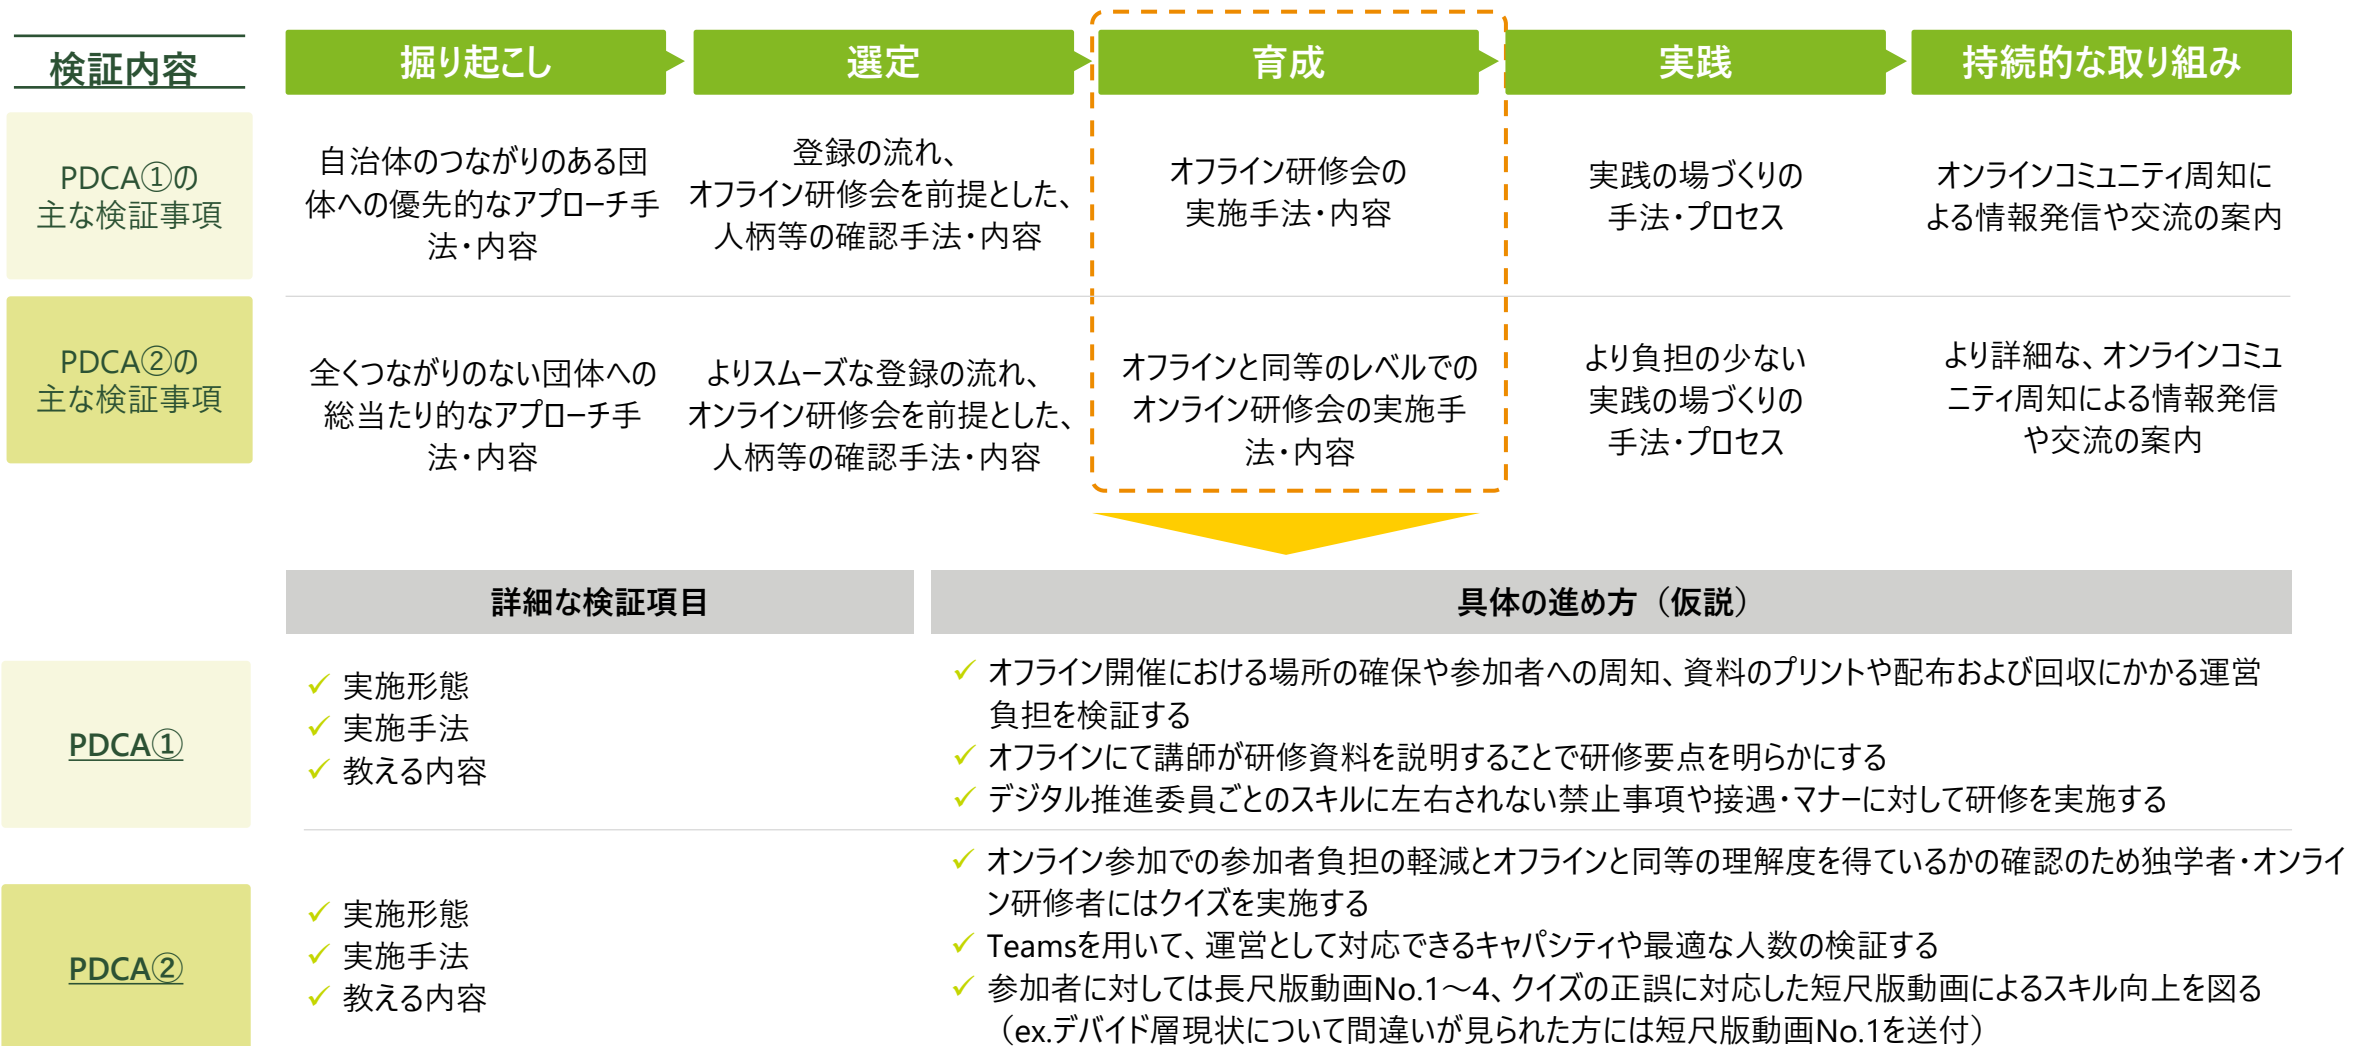 検証内容
掘り起こし
選定
育成
実践
持続的な取り組み
PDCA①の
主な検証事項
自治体のつながりのある団
体への優先的なアプローチ手
法・内容
登録の流れ、
オフライン研修会を前提とした、
人柄等の確認手法・内容
オフライン研修会の
実施手法・内容
実践の場づくりの
手法・プロセス
オンラインコミュニティ周知に
よる情報発信や交流の案内
PDCA②の
主な検証事項
全くつながりのない団体への
総当たり的なアプローチ手
法・内容
よりスムーズな登録の流れ、
オンライン研修会を前提とした、
人柄等の確認手法・内容
オフラインと同等のレベルでの
オンライン研修会の実施手
法・内容
より負担の少ない
実践の場づくりの
手法・プロセス
より詳細な、オンラインコミュ
ニティ周知による情報発信
や交流の案内
詳細な検証項目
具体の進め方（仮説）
PDCA①
✓ 実施形態
✓ 実施手法
✓ 教える内容
✓ オフライン開催における場所の確保や参加者への周知、資料のプリントや配布および回収にかかる運営
負担を検証する
✓ オフラインにて講師が研修資料を説明することで研修要点を明らかにする
✓ デジタル推進委員ごとのスキルに左右されない禁止事項や接遇・マナーに対して研修を実施する
PDCA②
✓ 実施形態
✓ 実施手法
✓ 教える内容
✓ オンライン参加での参加者負担の軽減とオフラインと同等の理解度を得ているかの確認のため独学者・オンライ
ン研修者にはクイズを実施する
✓ Teamsを用いて、運営として対応できるキャパシティや最適な人数の検証する
✓ 参加者に対しては長尺版動画No.1～4、クイズの正誤に対応した短尺版動画によるスキル向上を図る
（ex.デバイド層現状について間違いが見られた方には短尺版動画No.1を送付）